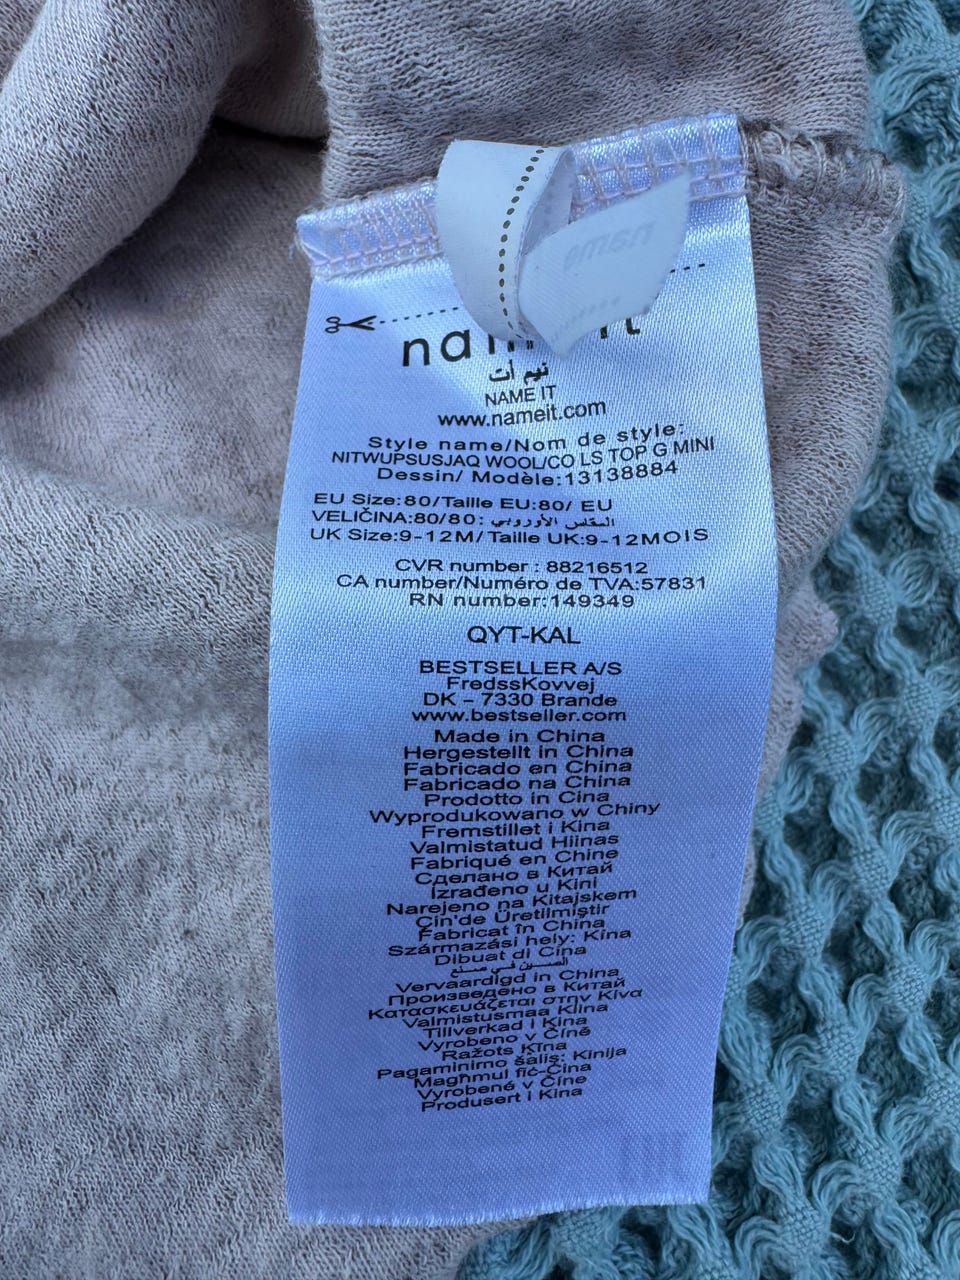 NAME IT
نيم أت
NAME IT
www.nameit.com
Style name/Nom de style:
NITWUPSUSJAQ WOOL/CO LS TOP G MINI
Dessin/ Modèle:13138884
EU Size:80/Taille EU:80/ EU
VELIČINA:80/80: المقاس الأوروبي
UK Size:9-12M/ Taille UK:9-12MOIS
CVR number : 88216512
CA number/Numéro de TVA:57831
RN number:149349
QYT-KAL
BESTSELLER A/S
FredssKovvej
DK – 7330 Brande
www.bestseller.com
Made in China
Hergestellt in China
Fabricado en China
Fabricado na China
Prodotto in Cina
Wyprodukowano w Chiny
Fremstillet i Kina
Valmistatud Hiinas
Fabriqué en Chine
Сделано в Китай
Izrađeno u Kini
Narejeno na Kitajskem
Çin'de Üretilmiştir
Fabricat în China
Származási hely: Kína
Dibuat di Cina
الصين في صنع
Vervaardigd in China
Произведено в Китай
Κατασκευάζεται στην Κίνα
Valmistusmaa Kiina
Tillverkad i Kina
Vyrobeno v Číně
Ražots Ķīna
Pagaminimo šalis: Kinija
Magħmul fiċ-Ċina
Vyrobené v Číne
Produsert i Kina